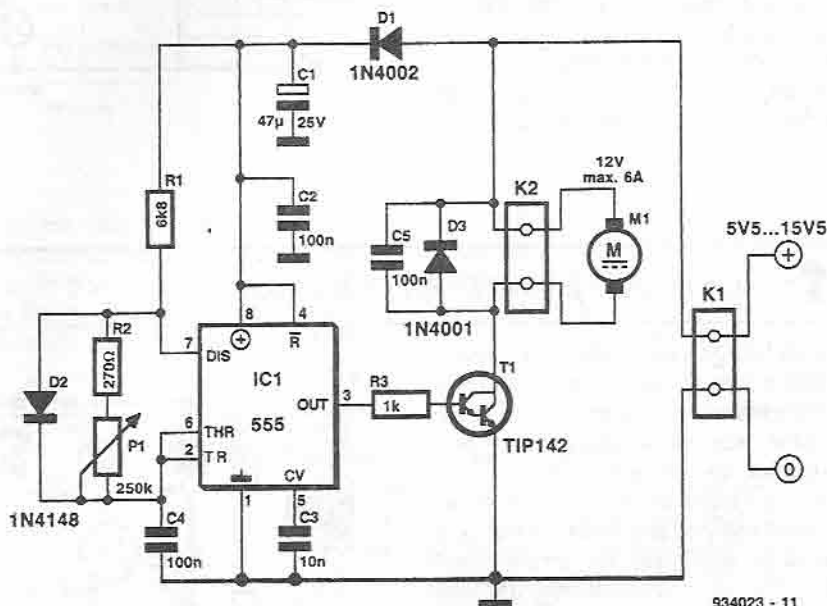 D1
1N4002
C1
47µ
25V
R1
6k8
C2
100n
12V
max. 6A
K2
M1
M
5V5...15V5
+
C5
100n
D3
1N4001
K1
R2
270Ω
8
4
R
7
DIS
IC1
555
OUT
3
R3
1k
T1
TIP142
D2
P1
6
THR
2
TR
CV
250k
1N4148
1
5
C4
100n
C3
10n
0
934023 - 11